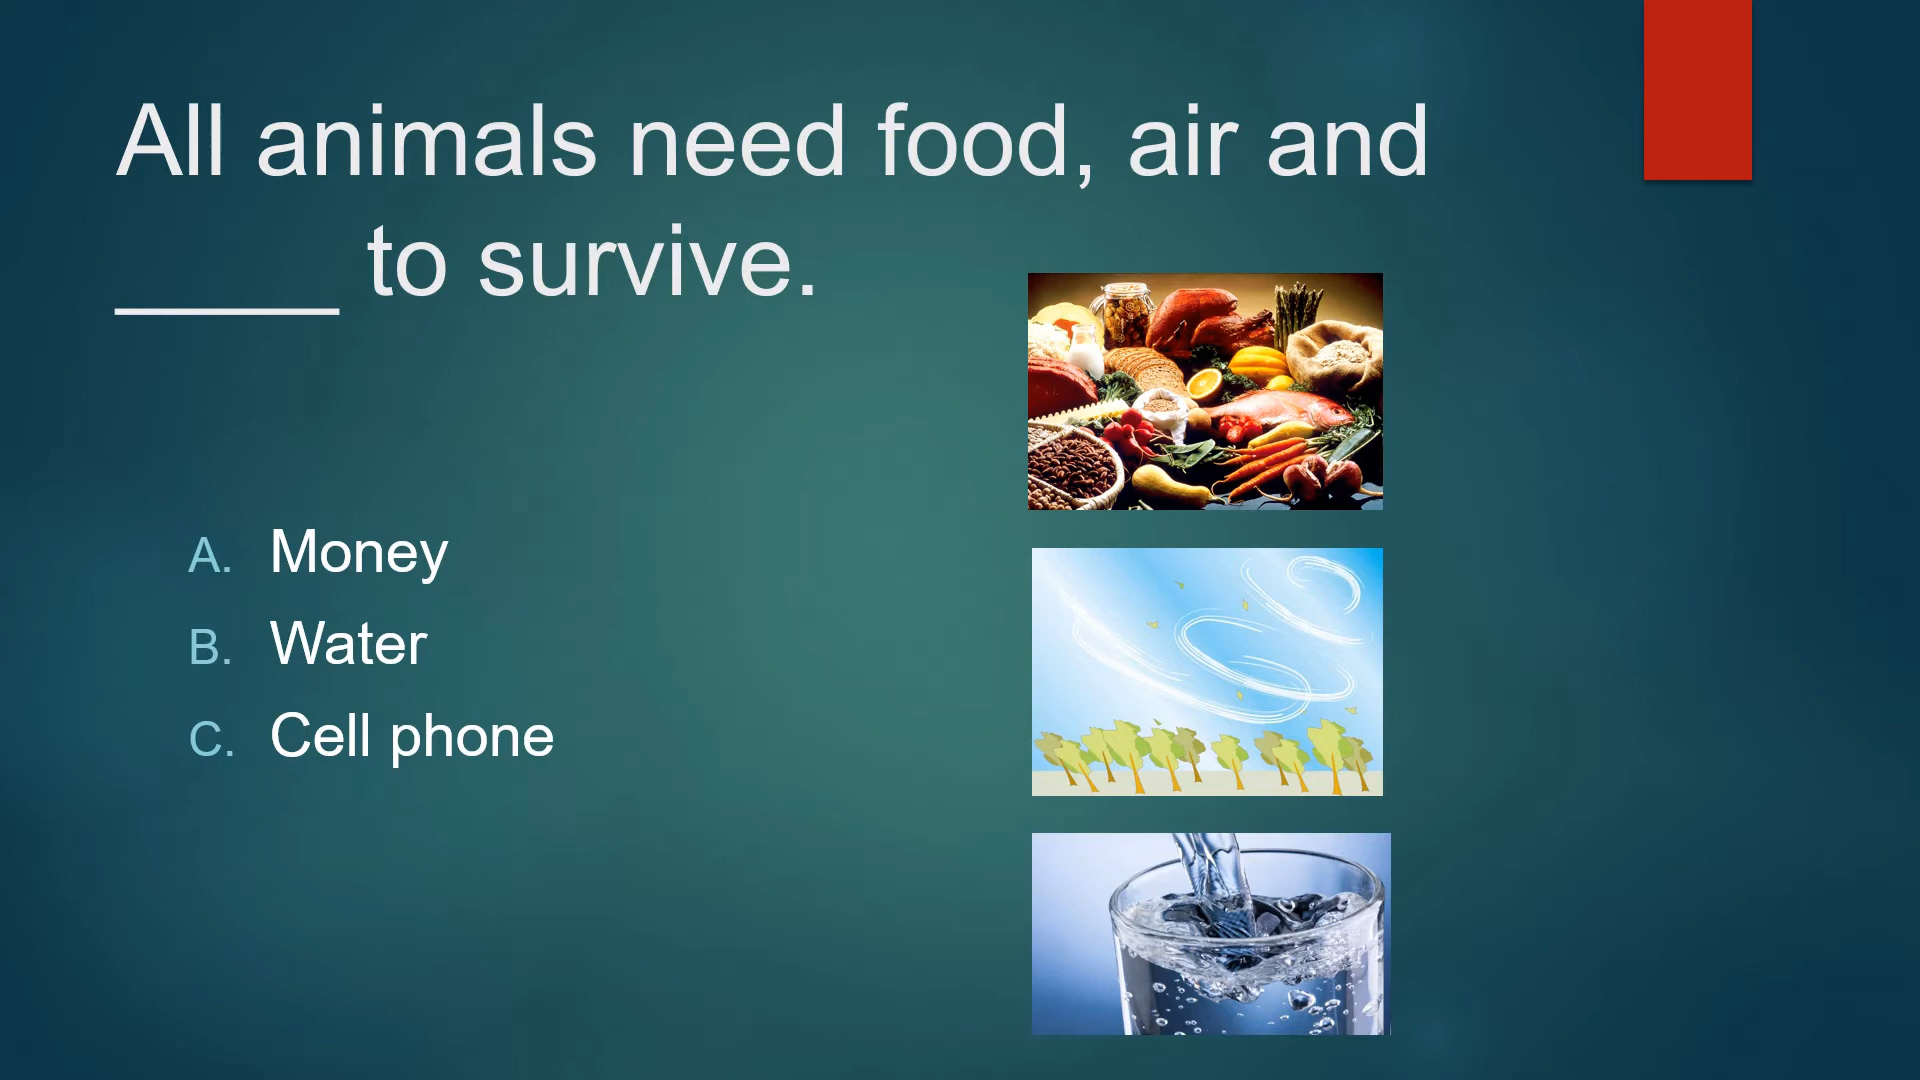 All animals need food, air and
_____ to survive.
A. Money
B. Water
C. Cell phone